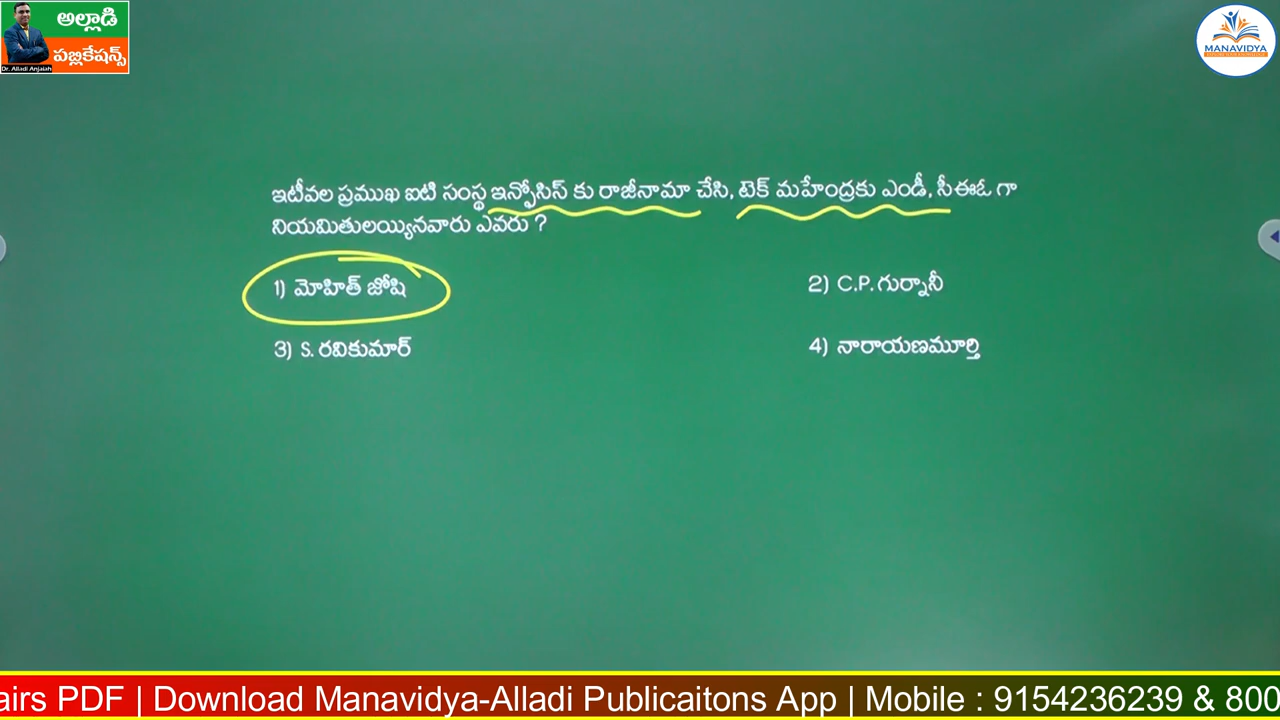 అల్లాడి
పబ్లికేషన్స్
Dr. Alladi Anjaiah
MANAVIDYA
ఇటీవల ప్రముఖ ఐటి సంస్థ ఇన్ఫోసిస్ కు రాజీనామా చేసి, టెక్ మహేంద్రకు ఎండీ, సీఈఓ గా
నియమితులయ్యినవారు ఎవరు ?
1) మోహిత్ జోషి
2) C.P. గుర్నానీ
3) S. రవికుమార్
4) నారాయణమూర్తి
airs PDF | Download Manavidya-Alladi Publicaitons App | Mobile : 9154236239 & 800